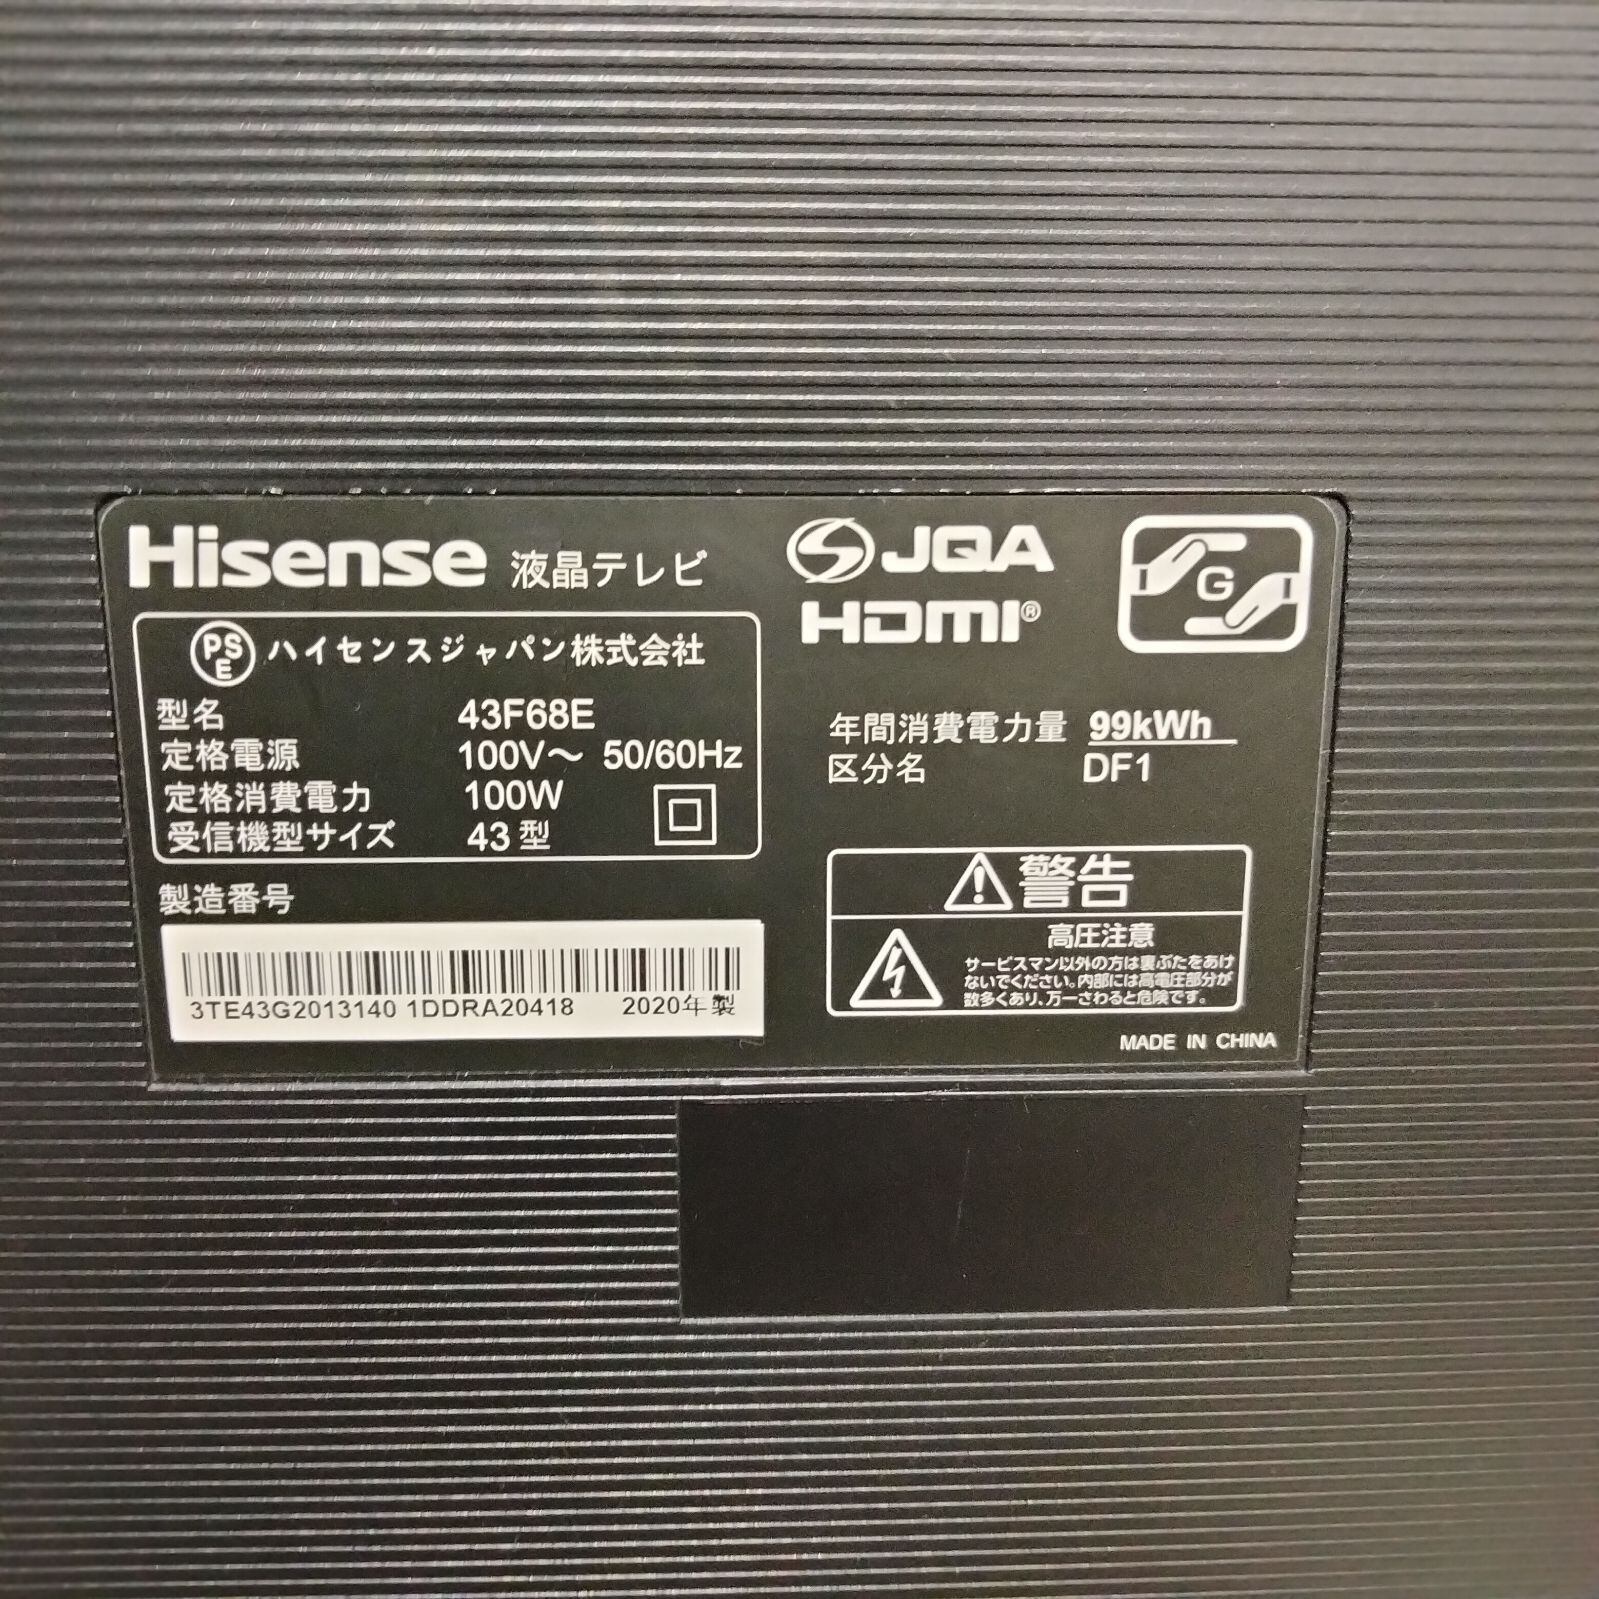 Hisense 液晶テレビ
PSE ハイセンスジャパン株式会社
型名 43F68E
定格電源 100V～ 50/60Hz
定格消費電力 100W
受信機型サイズ 43型
製造番号
3TE43G2013140 1DDRA20418 2020年製
S JQA
HDMI®
G
年間消費電力量 99kWh
区分名 DF1
警告
高圧注意
サービスマン以外の方は裏ぶたをあけ
ないでください。内部には高電圧部分が
数多くあり、万一さわると危険です。
MADE IN CHINA